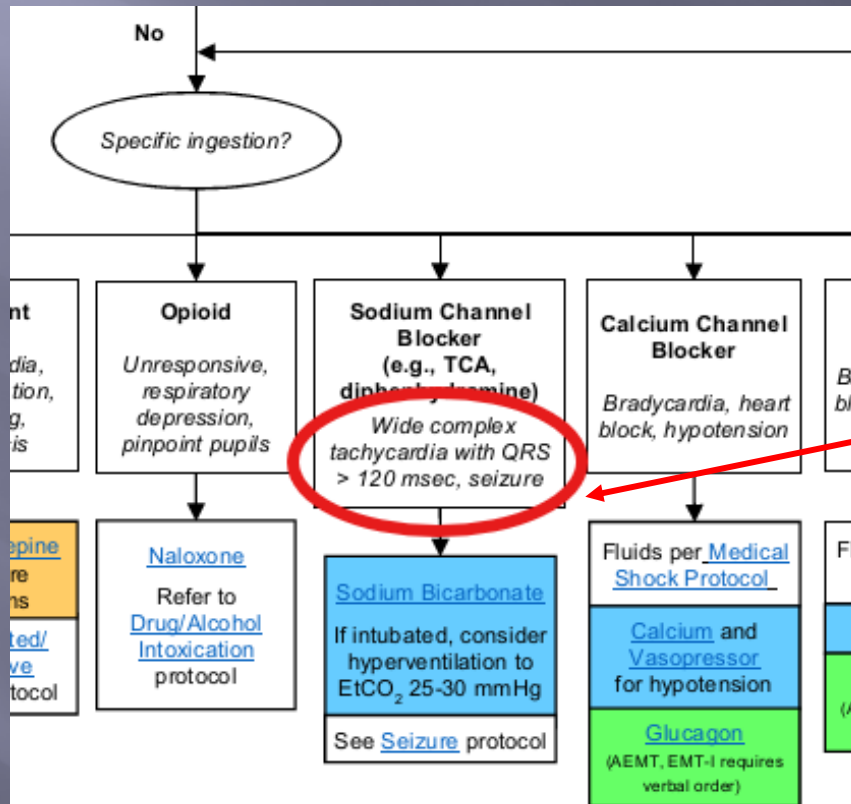 No
Specific ingestion?
nt
dia,
tion,
g,
is
epine
re
ns
ted/
ve
tocol
Opioid
Unresponsive,
respiratory
depression,
pinpoint pupils
Naloxone
Refer to
Drug/Alcohol
Intoxication
protocol
Sodium Channel
Blocker
(e.g., TCA,
diphenhydramine)
Wide complex
tachycardia with QRS
> 120 msec, seizure
Sodium Bicarbonate
If intubated, consider
hyperventilation to
EtCO₂ 25-30 mmHg
See Seizure protocol
Calcium Channel
Blocker
Bradycardia, heart
block, hypotension
Fluids per Medical
Shock Protocol
Calcium and
Vasopressor
for hypotension
Glucagon
(AEMT, EMT-I requires
verbal order)
B
bl
Fl
(A